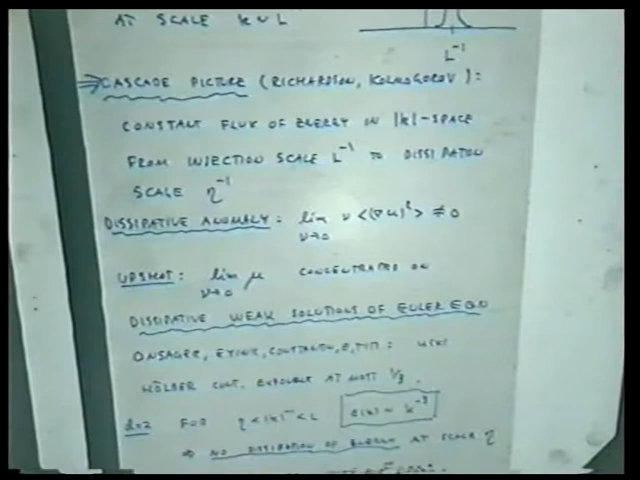 AT SCALE k ∪ L
L⁻¹
⇒ CASCADE PICTURE (RICHARDSON, KOLMOGOROV):
CONSTANT FLUX OF ENERGY IN |k|-SPACE
FROM INJECTION SCALE L⁻¹ TO DISSIPATION
SCALE η⁻¹
DISSIPATIVE ANOMALY: lim ν <(∇u)²> ≠ 0
ν→0
UPSHOT: lim μ CONCENTRATED ON
ν→0
DISSIPATIVE WEAK SOLUTIONS OF EULER EQN
ONSAGER, EYINK, CONSTANTIN, E, TITI: u(x)
HÖLDER CONT. EXPONENT AT MOST 1/3.
d=2 FOR η < |k|⁻¹ < L e(k) ~ k⁻³
⇒ NO DISSIPATION OF ENERGY AT SCALE η